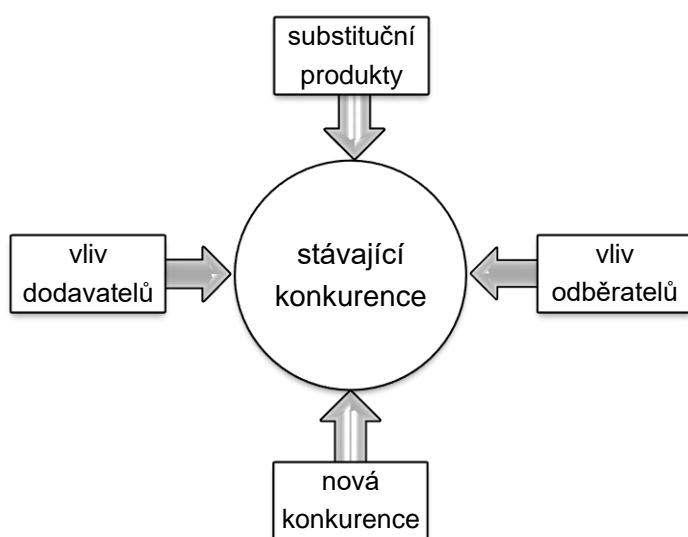 substituční
produkty
vliv
dodavatelů
stávající
konkurence
vliv
odběratelů
nová
konkurence